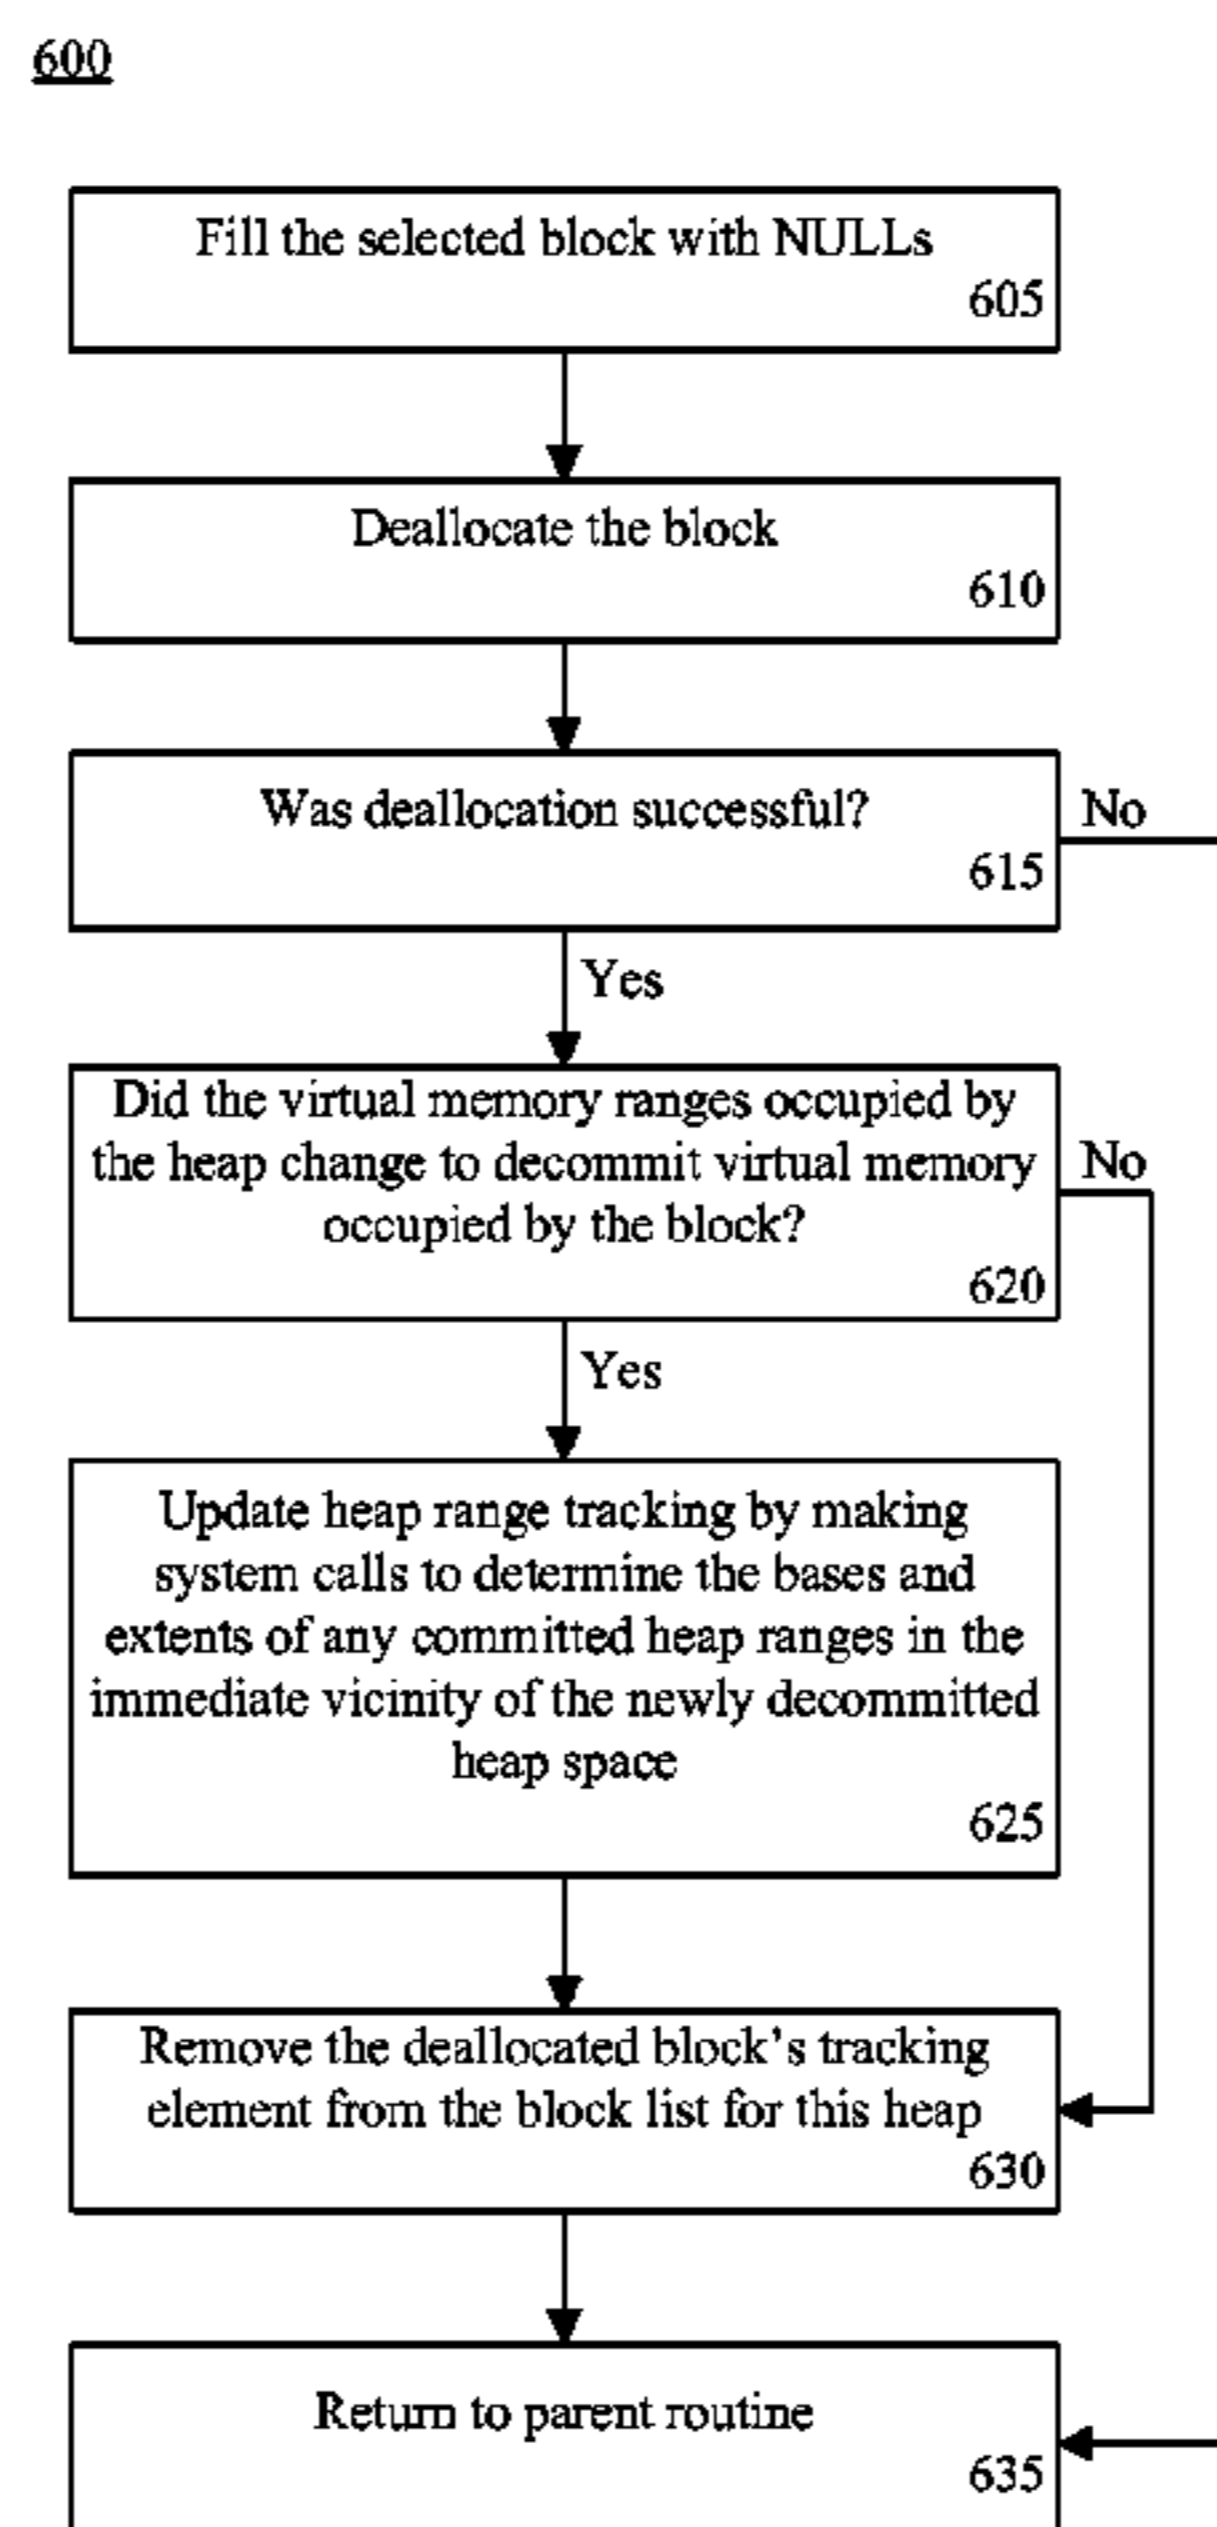 600
Fill the selected block with NULLs
605
Deallocate the block
610
Was deallocation successful?
615
No
Yes
Did the virtual memory ranges occupied by
the heap change to decommit virtual memory
occupied by the block?
620
No
Yes
Update heap range tracking by making
system calls to determine the bases and
extents of any committed heap ranges in the
immediate vicinity of the newly decommitted
heap space
625
Remove the deallocated block's tracking
element from the block list for this heap
630
Return to parent routine
635